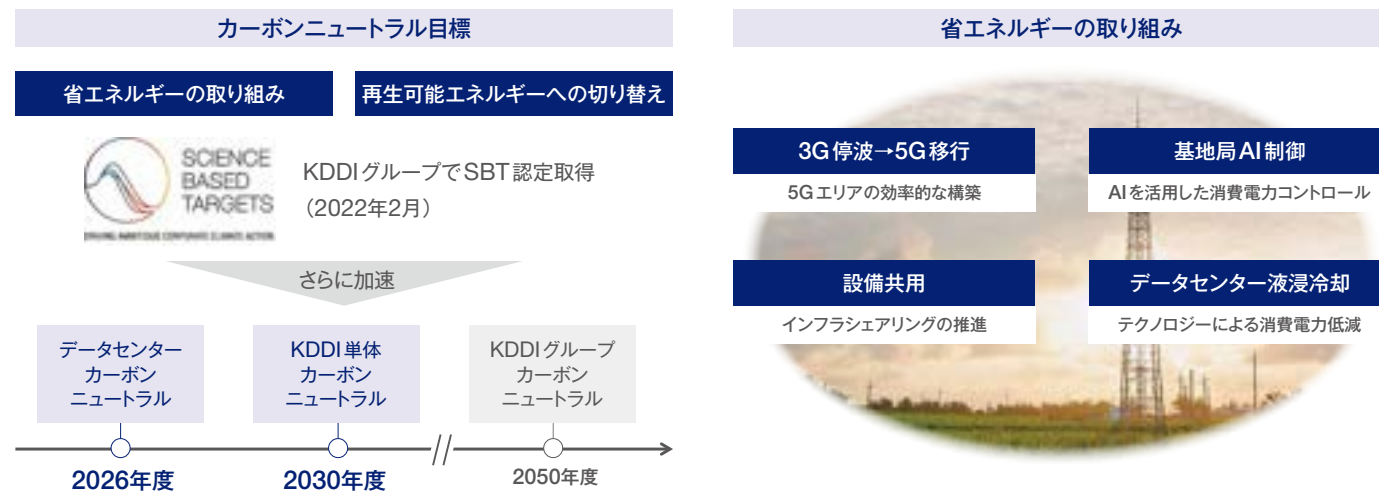 カーボンニュートラル目標
省エネルギーの取り組み
再生可能エネルギーへの切り替え
SCIENCE
BASED
TARGETS
DRIVING AMBITIOUS CORPORATE CLIMATE ACTION
KDDIグループでSBT認定取得
（2022年2月）
さらに加速
データセンター
カーボン
ニュートラル
KDDI単体
カーボン
ニュートラル
KDDIグループ
カーボン
ニュートラル
2026年度
2030年度
2050年度
省エネルギーの取り組み
3G停波→5G移行
5Gエリアの効率的な構築
基地局AI制御
AIを活用した消費電力コントロール
設備共用
インフラシェアリングの推進
データセンター液浸冷却
テクノロジーによる消費電力低減